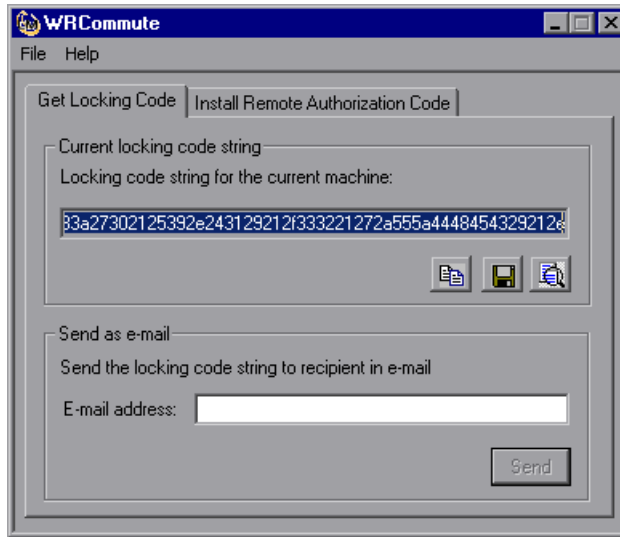 WRCommute
File Help
Get Locking Code Install Remote Authorization Code
Current locking code string
Locking code string for the current machine:
33a27302125392e243129212f333221272a555a4448454329212e
Send as e-mail
Send the locking code string to recipient in e-mail
E-mail address:
Send